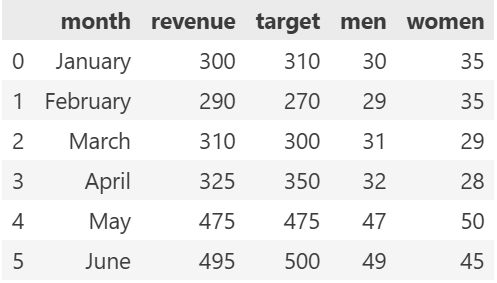 month revenue target men women
0 January 300 310 30 35
1 February 290 270 29 35
2 March 310 300 31 29
3 April 325 350 32 28
4 May 475 475 47 50
5 June 495 500 49 45